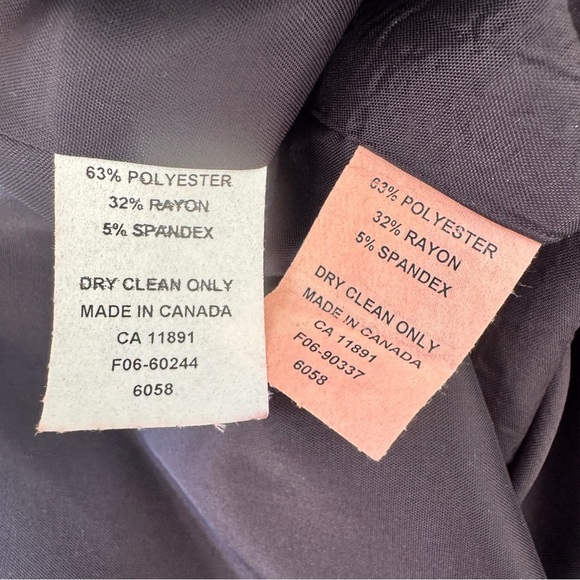 63% POLYESTER
32% RAYON
5% SPANDEX
DRY CLEAN ONLY
MADE IN CANADA
CA 11891
F06-60244
6058
63% POLYESTER
32% RAYON
5% SPANDEX
DRY CLEAN ONLY
MADE IN CANADA
CA 11891
F06-90337
6058